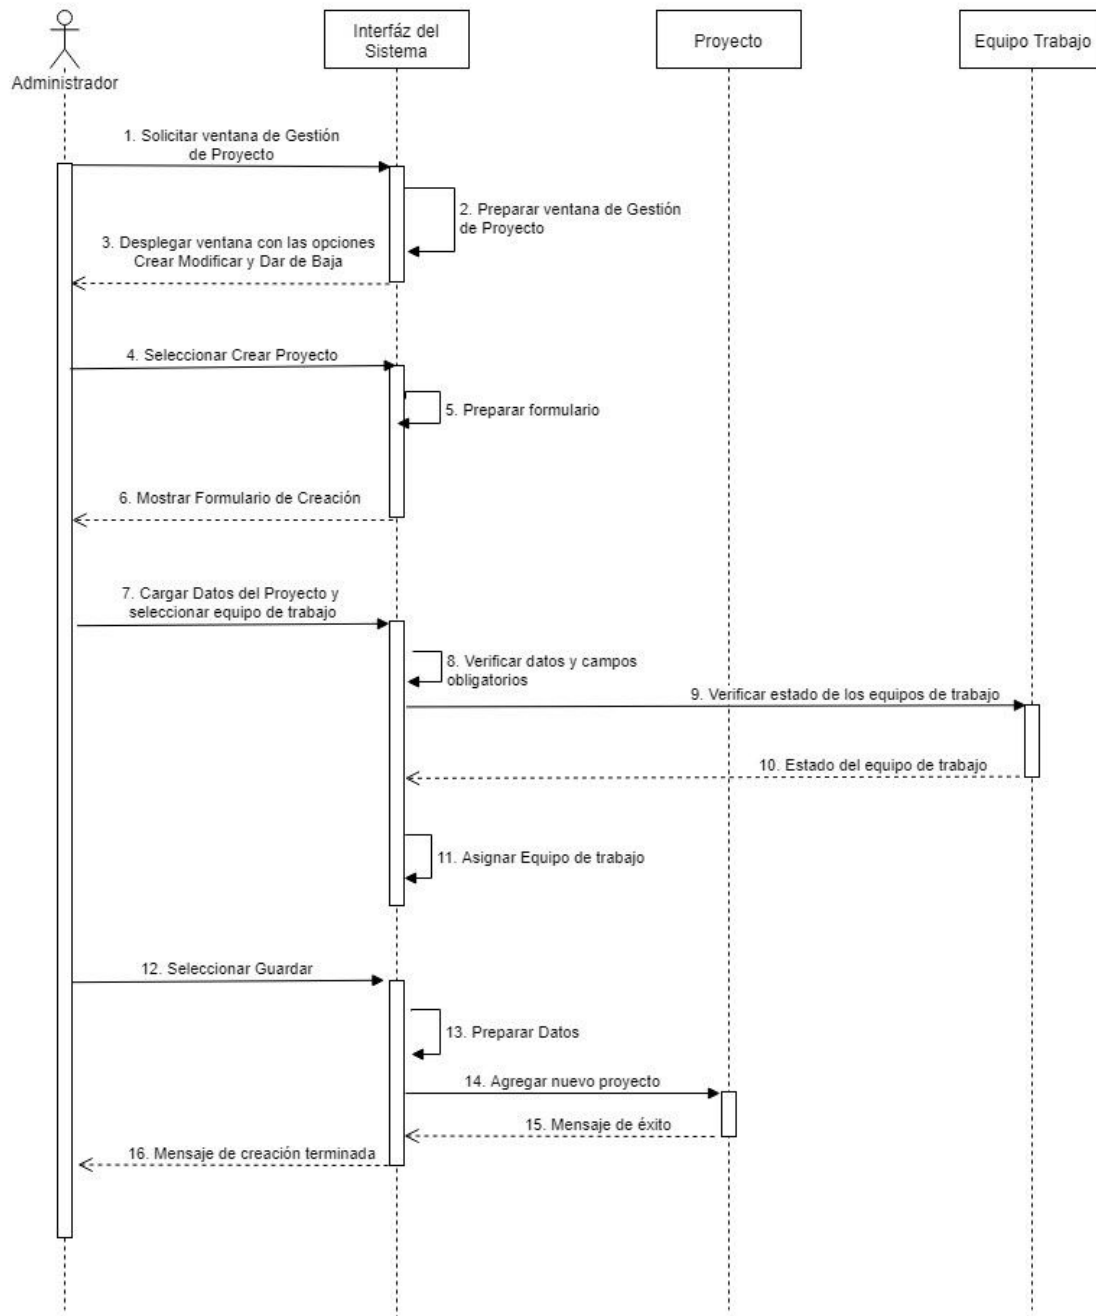 Interfáz del
Sistema
Proyecto
Equipo Trabajo
Administrador
1. Solicitar ventana de Gestión
de Proyecto
2. Preparar ventana de Gestión
de Proyecto
3. Desplegar ventana con las opciones
Crear Modificar y Dar de Baja
4. Seleccionar Crear Proyecto
5. Preparar formulario
6. Mostrar Formulario de Creación
7. Cargar Datos del Proyecto y
seleccionar equipo de trabajo
8. Verificar datos y campos
obligatorios
9. Verificar estado de los equipos de trabajo
10. Estado del equipo de trabajo
11. Asignar Equipo de trabajo
12. Seleccionar Guardar
13. Preparar Datos
14. Agregar nuevo proyecto
15. Mensaje de éxito
16. Mensaje de creación terminada